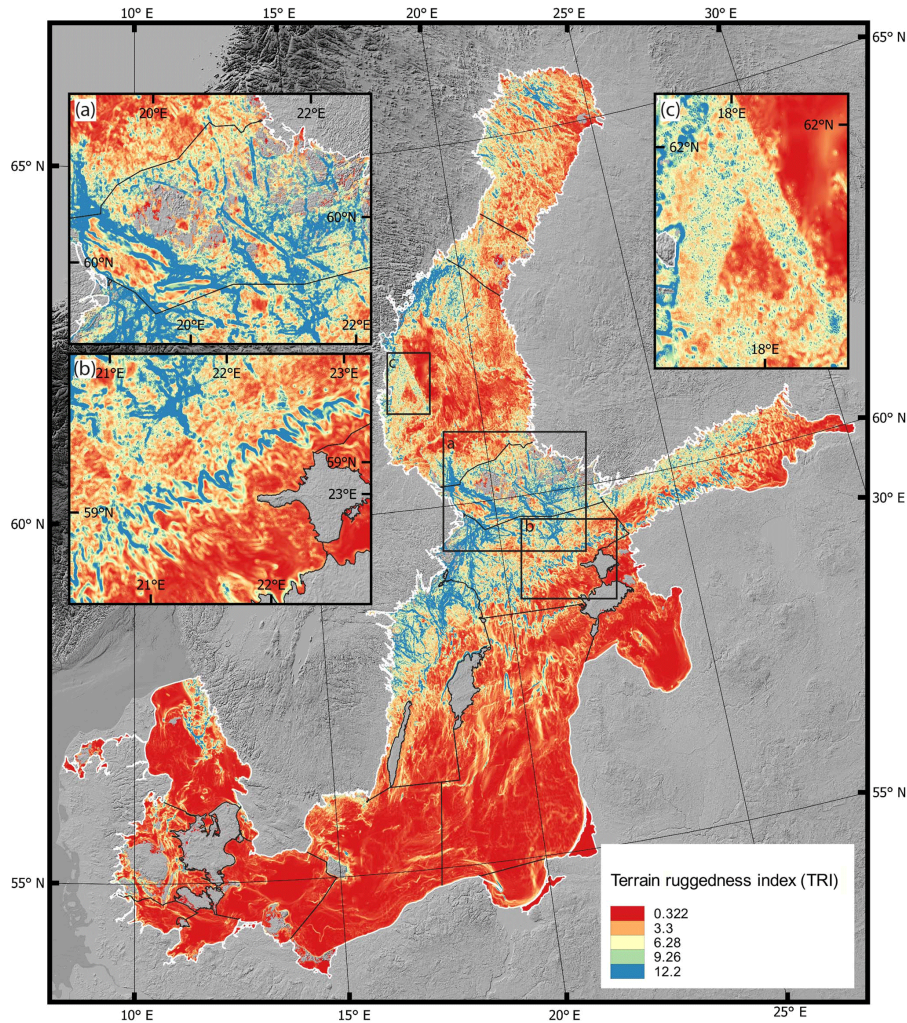 10°E 15°E 20°E 25°E 30°E
65° N
(a)
20°E
22°E
60°N
60°N
20°E
22°E
(c)
18°E
62°N
62°N
18°E
65° N
(b)
21°E
22°E
23°E
59°N
23°E
59°N
21°E
22°E
c
a
b
60° N
30° E
60° N
55° N
55° N
Terrain ruggedness index (TRI)
0.322
3.3
6.28
9.26
12.2
10°E 15°E 20°E 25°E